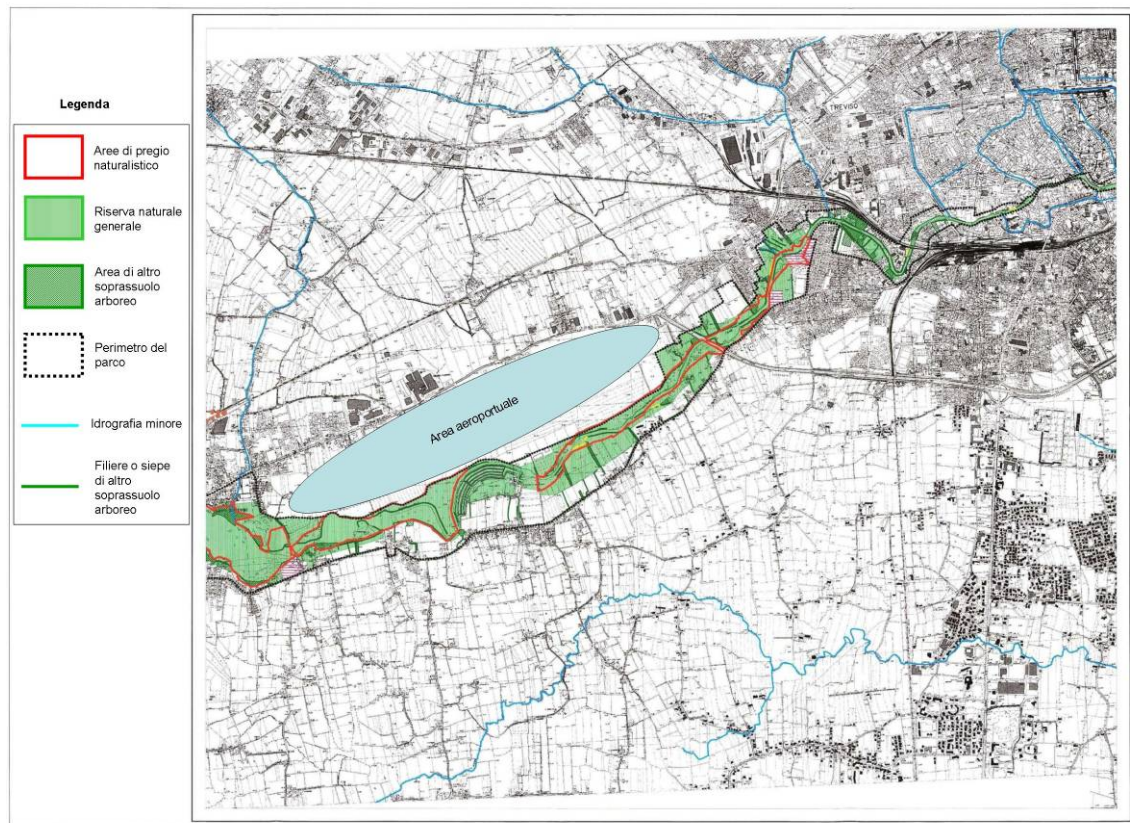 Legenda
Aree di pregio
naturalistico
Riserva naturale
generale
Area di altro
soprassuolo
arboreo
Perimetro del
parco
Idrografia minore
Filiere o siepe
di altro
soprassuolo
arboreo
TREVISO
Area aeroportuale